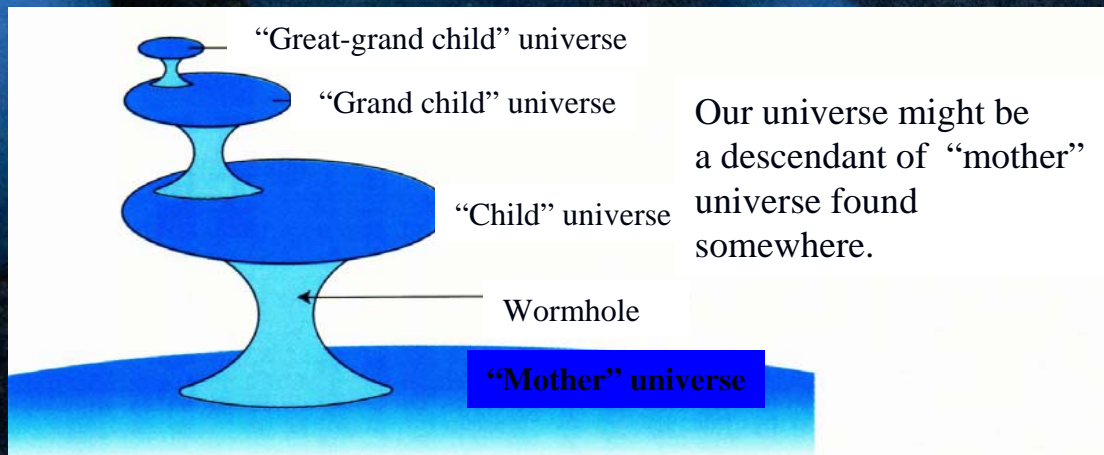 “Great-grand child” universe
“Grand child” universe
Our universe might be
a descendant of “mother”
universe found
somewhere.
“Child” universe
Wormhole
“Mother” universe